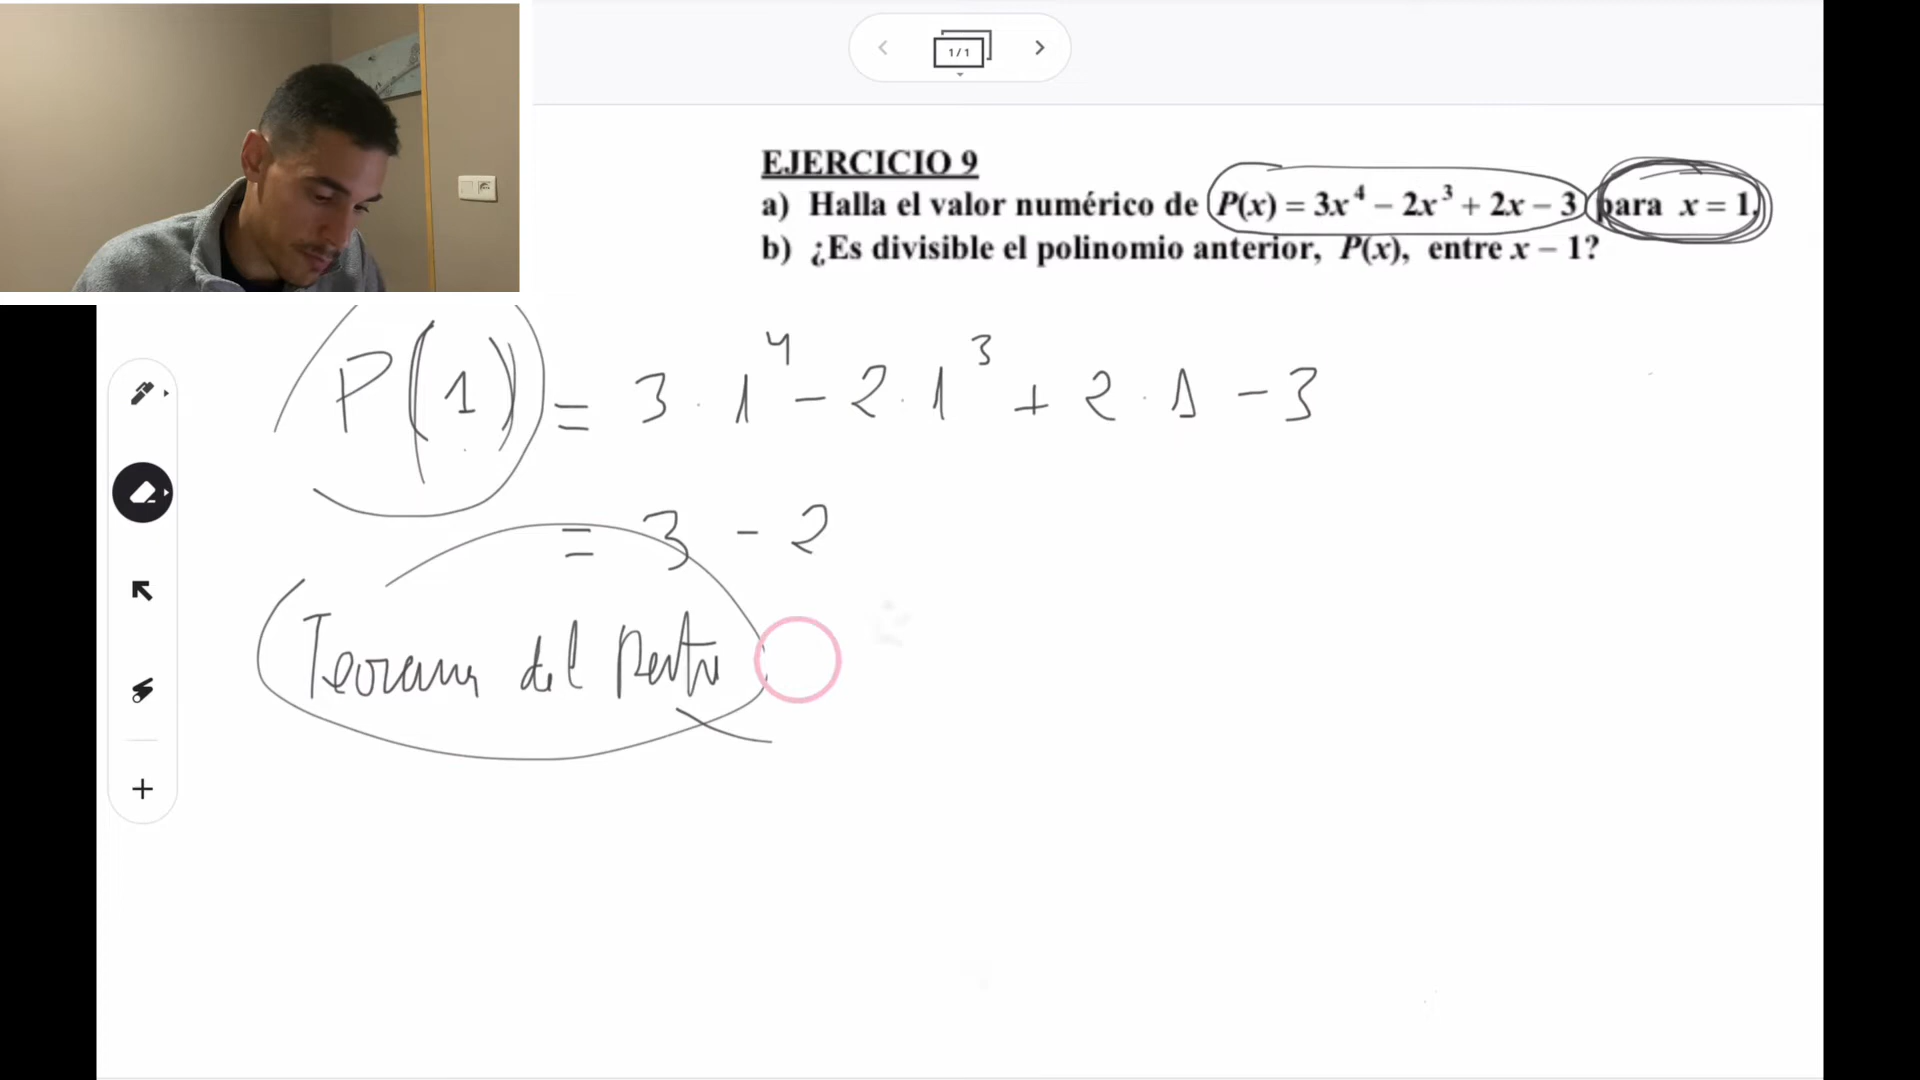 1/1
EJERCICIO 9
a) Halla el valor numérico de P(x) = 3x⁴ − 2x³ + 2x − 3 para x = 1.
b) ¿Es divisible el polinomio anterior, P(x), entre x − 1?
P(1) = 3 · 1⁴ − 2 · 1³ + 2 · 1 − 3
= 3 − 2
Teorema del Resto